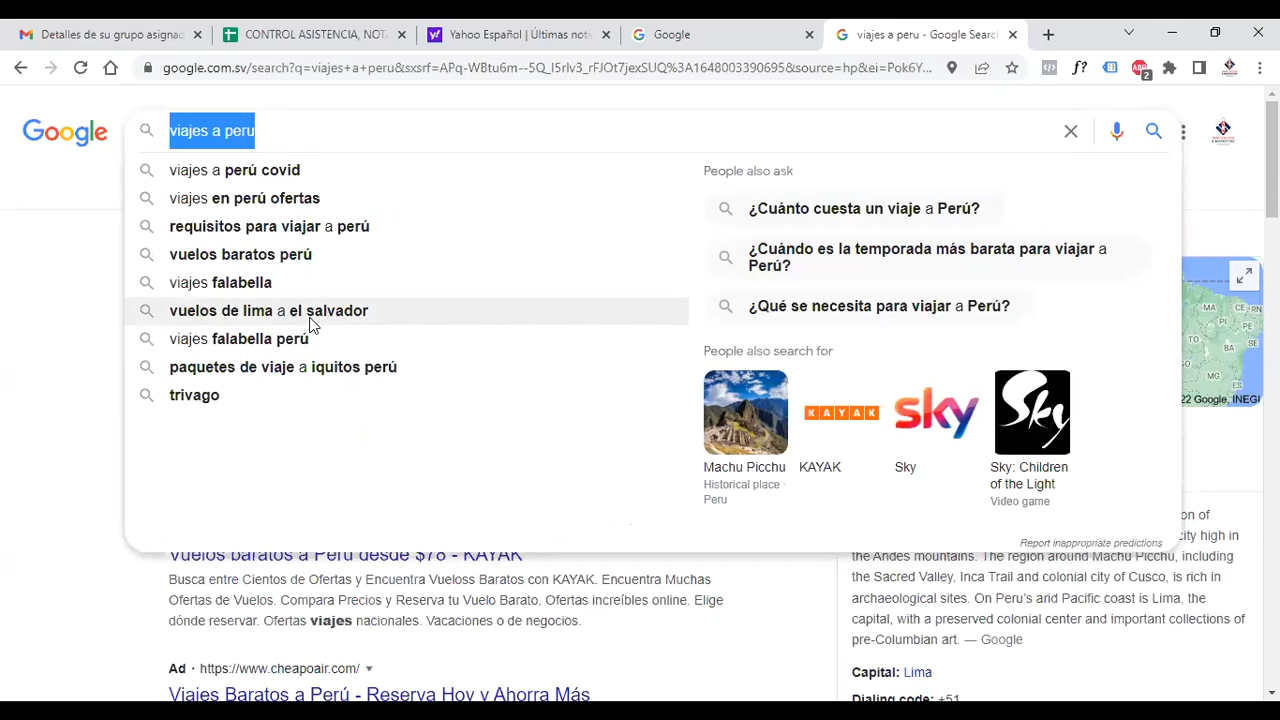 Detalles de su grupo asignad
CONTROL ASISTENCIA, NOT
Yahoo Español | Últimas notic
Google
viajes a peru - Google Search
google.com.sv/search?q=viajes+a+peru&sxsrf=APq-WBtu6m--5Q_I5rIv3_rFJOt7jexSUQ%3A1648003390695&source=hp&ei=Pok6Y...
2
Google
viajes a peru
viajes a perú covid
viajes en perú ofertas
requisitos para viajar a perú
vuelos baratos perú
viajes falabella
vuelos de lima a el salvador
viajes falabella perú
paquetes de viaje a iquitos perú
trivago
People also ask
¿Cuánto cuesta un viaje a Perú?
¿Cuándo es la temporada más barata para viajar a
Perú?
¿Qué se necesita para viajar a Perú?
People also search for
KAYAK
sky
Sky
Machu Picchu
Historical place ·
Peru
KAYAK
Sky
Sky: Children
of the Light
Video game
Report inappropriate predictions
22 Google, INEGI
Vuelos baratos a Perú desde $78 - KAYAK
Busca entre Cientos de Ofertas y Encuentra Vueloss Baratos con KAYAK. Encuentra Muchas
Ofertas de Vuelos. Compara Precios y Reserva tu Vuelo Barato. Ofertas increíbles online. Elige
dónde reservar. Ofertas viajes nacionales. Vacaciones o de negocios.
Ad · https://www.cheapoair.com/
Viajes Baratos a Perú - Reserva Hoy y Ahorra Más
on of
city high in
the Andes mountains. The region around Machu Picchu, including
the Sacred Valley, Inca Trail and colonial city of Cusco, is rich in
archaeological sites. On Peru's arid Pacific coast is Lima, the
capital, with a preserved colonial center and important collections of
pre-Columbian art. — Google
Capital: Lima
Dialing code: +51